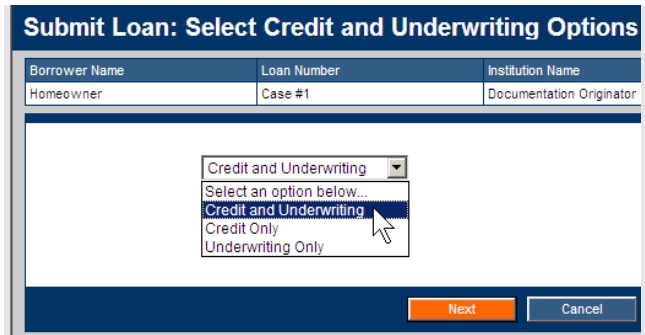 Submit Loan: Select Credit and Underwriting Options
Borrower Name Loan Number Institution Name
Homeowner Case #1 Documentation Originator
Credit and Underwriting
Select an option below...
Credit and Underwriting
Credit Only
Underwriting Only
Next Cancel